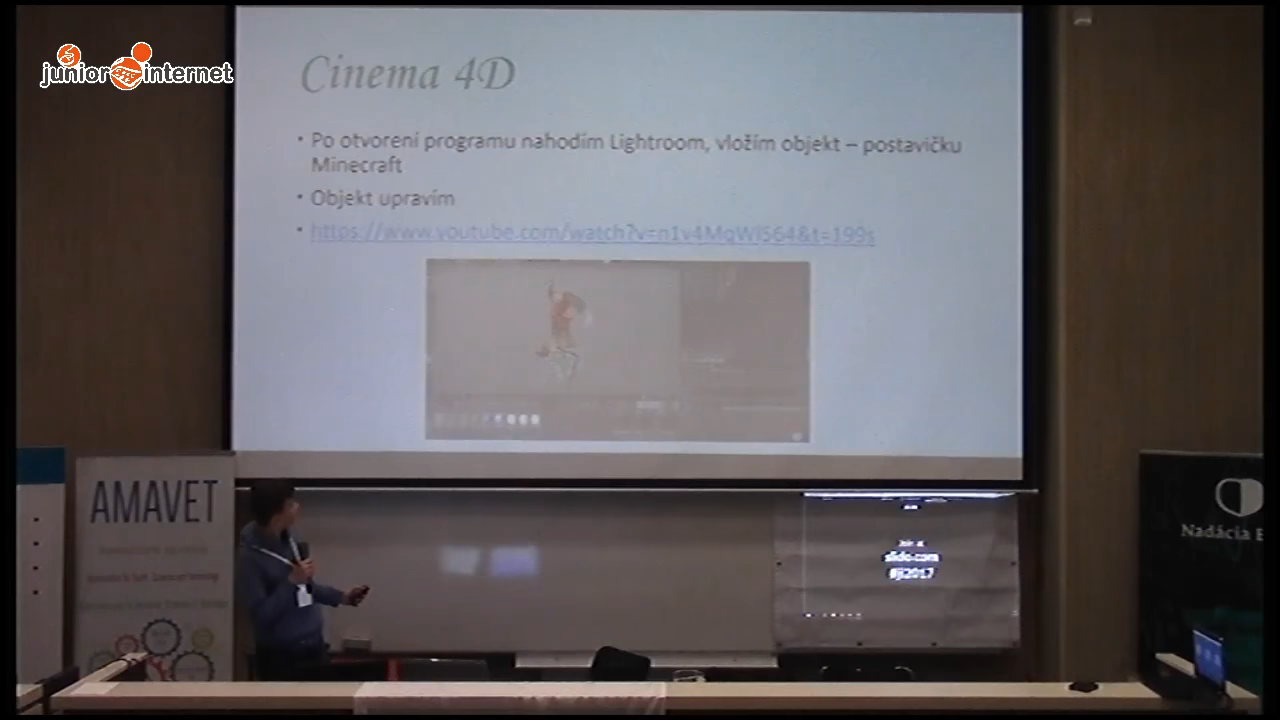 junior internet
Cinema 4D
• Po otvorení programu nahodím Lightroom, vložím objekt – postavičku
Minecraft
• Objekt upravím
• https://www.youtube.com/watch?v=n1v4MqWl564&t=199s
AMAVET
Nadácia
slido.com
#ji2017